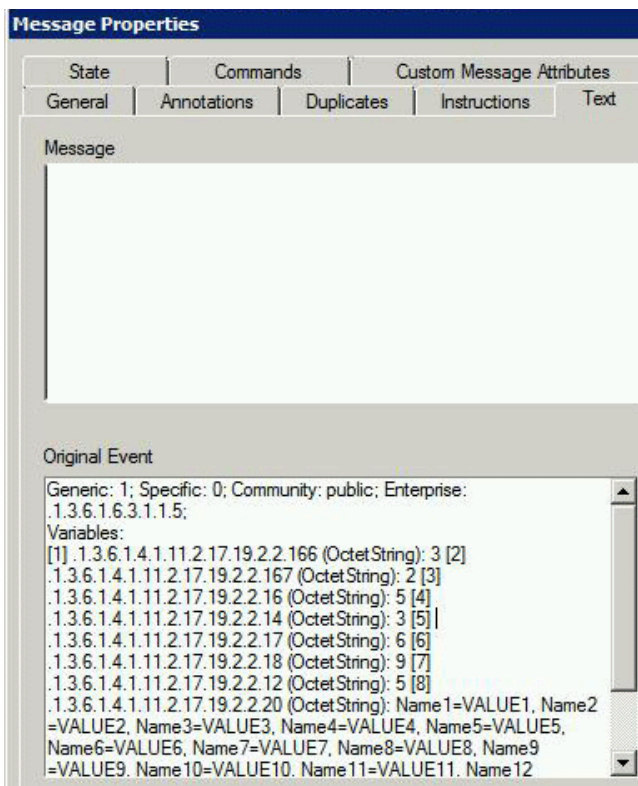 Message Properties
State Commands Custom Message Attributes
General Annotations Duplicates Instructions Text
Message
Original Event
Generic: 1; Specific: 0; Community: public; Enterprise:
.1.3.6.1.6.3.1.1.5;
Variables:
[1] .1.3.6.1.4.1.11.2.17.19.2.2.166 (OctetString): 3 [2]
.1.3.6.1.4.1.11.2.17.19.2.2.167 (OctetString): 2 [3]
.1.3.6.1.4.1.11.2.17.19.2.2.16 (OctetString): 5 [4]
.1.3.6.1.4.1.11.2.17.19.2.2.14 (OctetString): 3 [5]
.1.3.6.1.4.1.11.2.17.19.2.2.17 (OctetString): 6 [6]
.1.3.6.1.4.1.11.2.17.19.2.2.18 (OctetString): 9 [7]
.1.3.6.1.4.1.11.2.17.19.2.2.12 (OctetString): 5 [8]
.1.3.6.1.4.1.11.2.17.19.2.2.20 (OctetString): Name1=VALUE1, Name2
=VALUE2, Name3=VALUE3, Name4=VALUE4, Name5=VALUE5,
Name6=VALUE6, Name7=VALUE7, Name8=VALUE8, Name9
=VALUE9, Name10=VALUE10, Name11=VALUE11, Name12